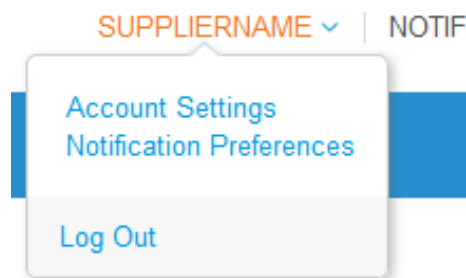 SUPPLIERNAME NOTIF
Account Settings
Notification Preferences
Log Out